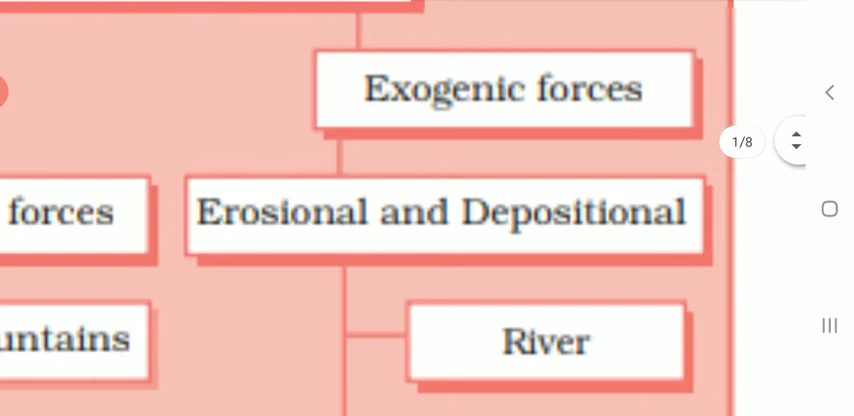 Exogenic forces
1/8
forces
Erosional and Depositional
untains
River